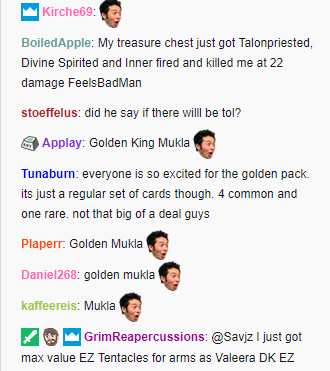 Kirche69:
BoiledApple: My treasure chest just got Talonpriested,
Divine Spirited and Inner fired and killed me at 22
damage FeelsBadMan
stoeffelus: did he say if there willl be tol?
Applay: Golden King Mukla
Tunaburn: everyone is so excited for the golden pack.
its just a regular set of cards though. 4 common and
one rare. not that big of a deal guys
Plaperr: Golden Mukla
Daniel268: golden mukla
kaffeereis: Mukla
GrimReapercussions: @Savjz I just got
max value EZ Tentacles for arms as Valeera DK EZ